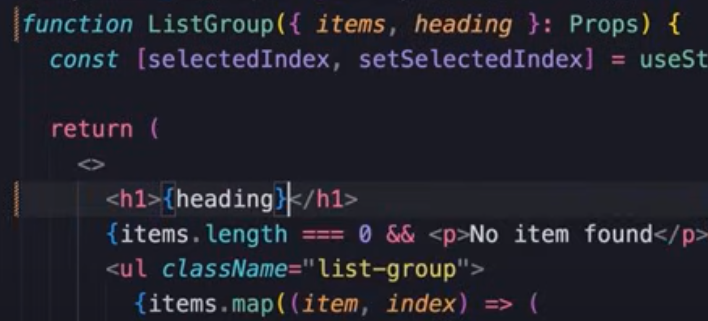 function ListGroup({ items, heading }: Props) {
const [selectedIndex, setSelectedIndex] = useSt
return (
<>
<h1>{heading}</h1>
{items.length === 0 && <p>No item found</p>
<ul className="list-group">
{items.map((item, index) => (